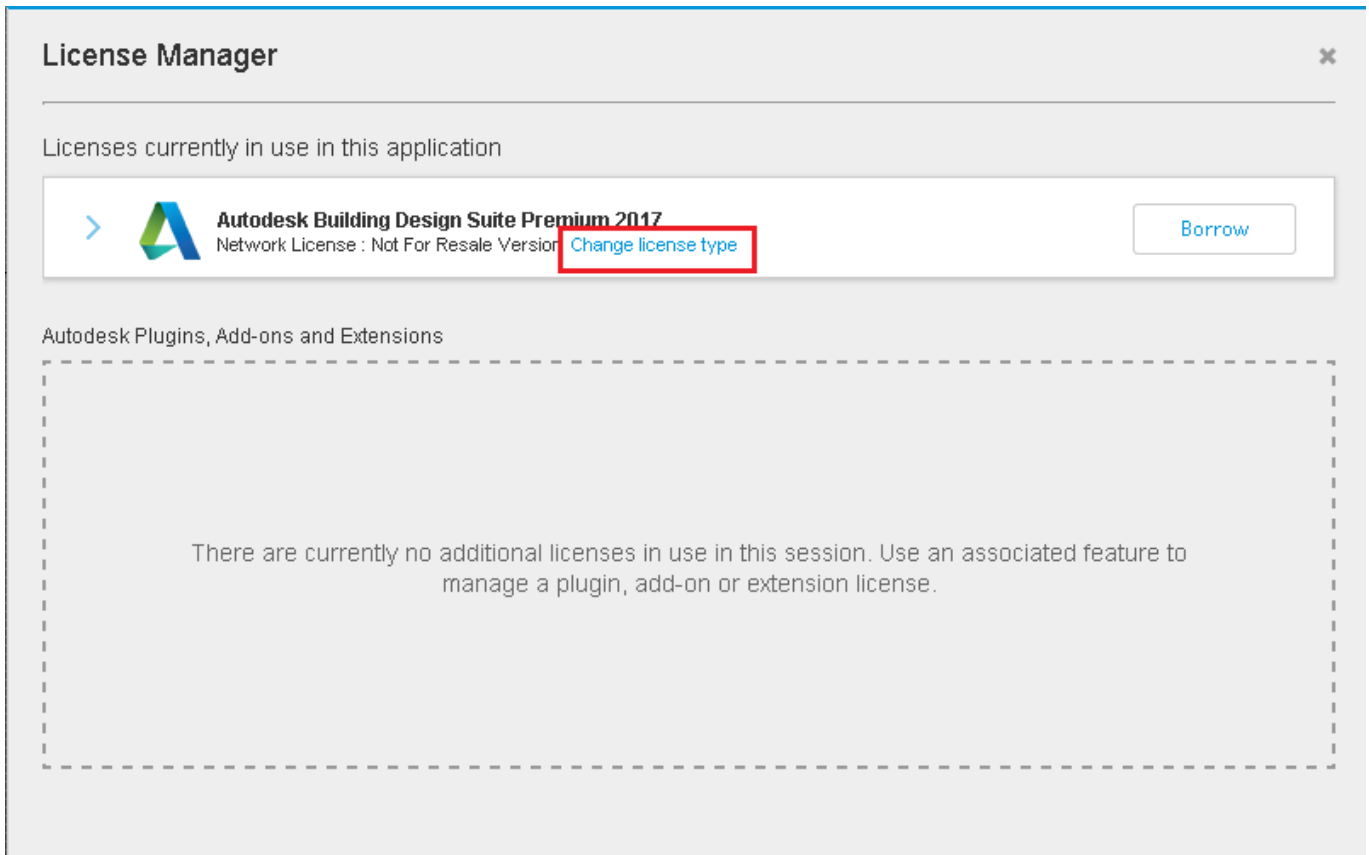 License Manager
Licenses currently in use in this application
Autodesk Building Design Suite Premium 2017
Network License : Not For Resale Version Change license type
Borrow
Autodesk Plugins, Add-ons and Extensions
There are currently no additional licenses in use in this session. Use an associated feature to
manage a plugin, add-on or extension license.